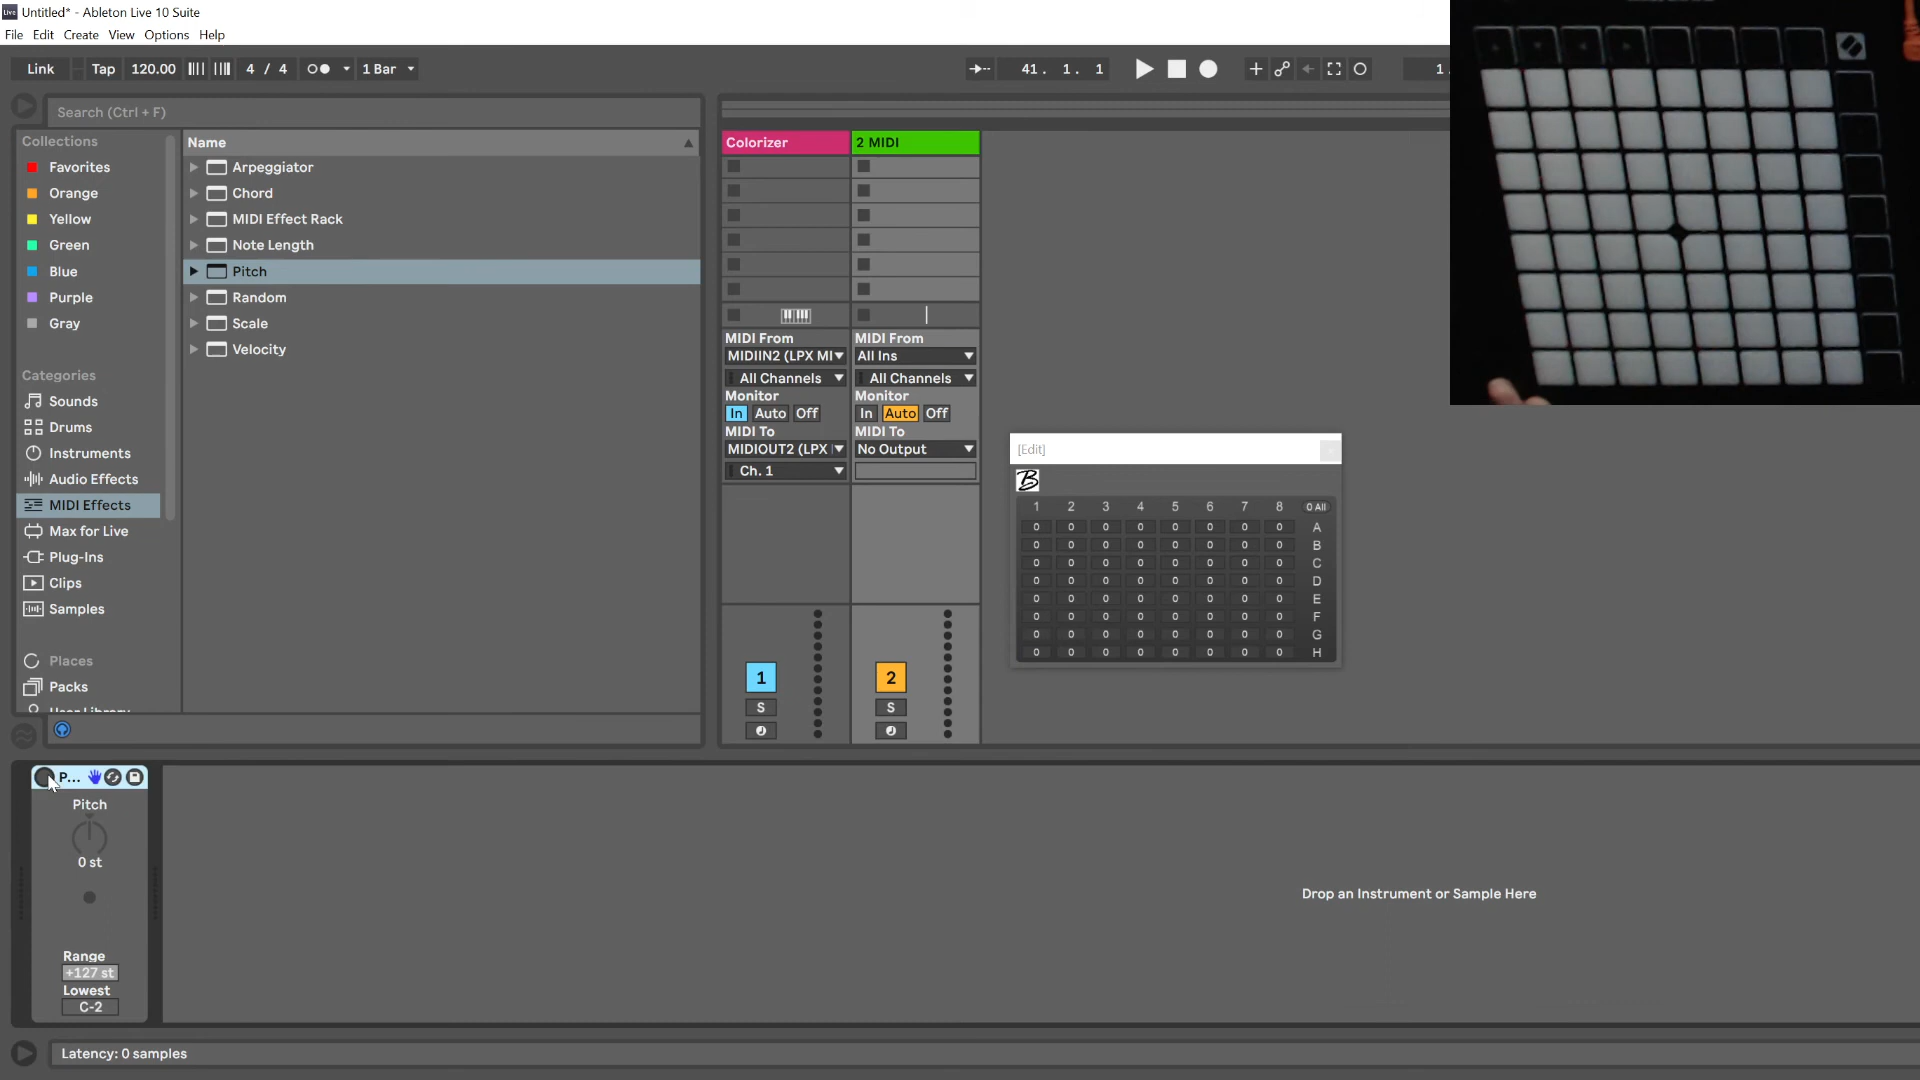 Untitled* - Ableton Live 10 Suite
File Edit Create View Options Help
Link Tap 120.00 4 / 4 1 Bar 41. 1. 1 1.
Search (Ctrl + F)
Collections
Favorites
Orange
Yellow
Green
Blue
Purple
Gray
Categories
Sounds
Drums
Instruments
Audio Effects
MIDI Effects
Max for Live
Plug-Ins
Clips
Samples
Places
Packs
Name
Arpeggiator
Chord
MIDI Effect Rack
Note Length
Pitch
Random
Scale
Velocity
Colorizer 2 MIDI
MIDI From MIDI From
MIDIIN2 (LPX MI All Ins
All Channels All Channels
Monitor Monitor
In Auto Off In Auto Off
MIDI To MIDI To
MIDIOUT2 (LPX No Output
Ch. 1
1 2
S S
[Edit]
B
1 2 3 4 5 6 7 8 0 All
0 0 0 0 0 0 0 0 A
0 0 0 0 0 0 0 0 B
0 0 0 0 0 0 0 0 C
0 0 0 0 0 0 0 0 D
0 0 0 0 0 0 0 0 E
0 0 0 0 0 0 0 0 F
0 0 0 0 0 0 0 0 G
0 0 0 0 0 0 0 0 H
P...
Pitch
0 st
Range
+127 st
Lowest
C-2
Drop an Instrument or Sample Here
Latency: 0 samples